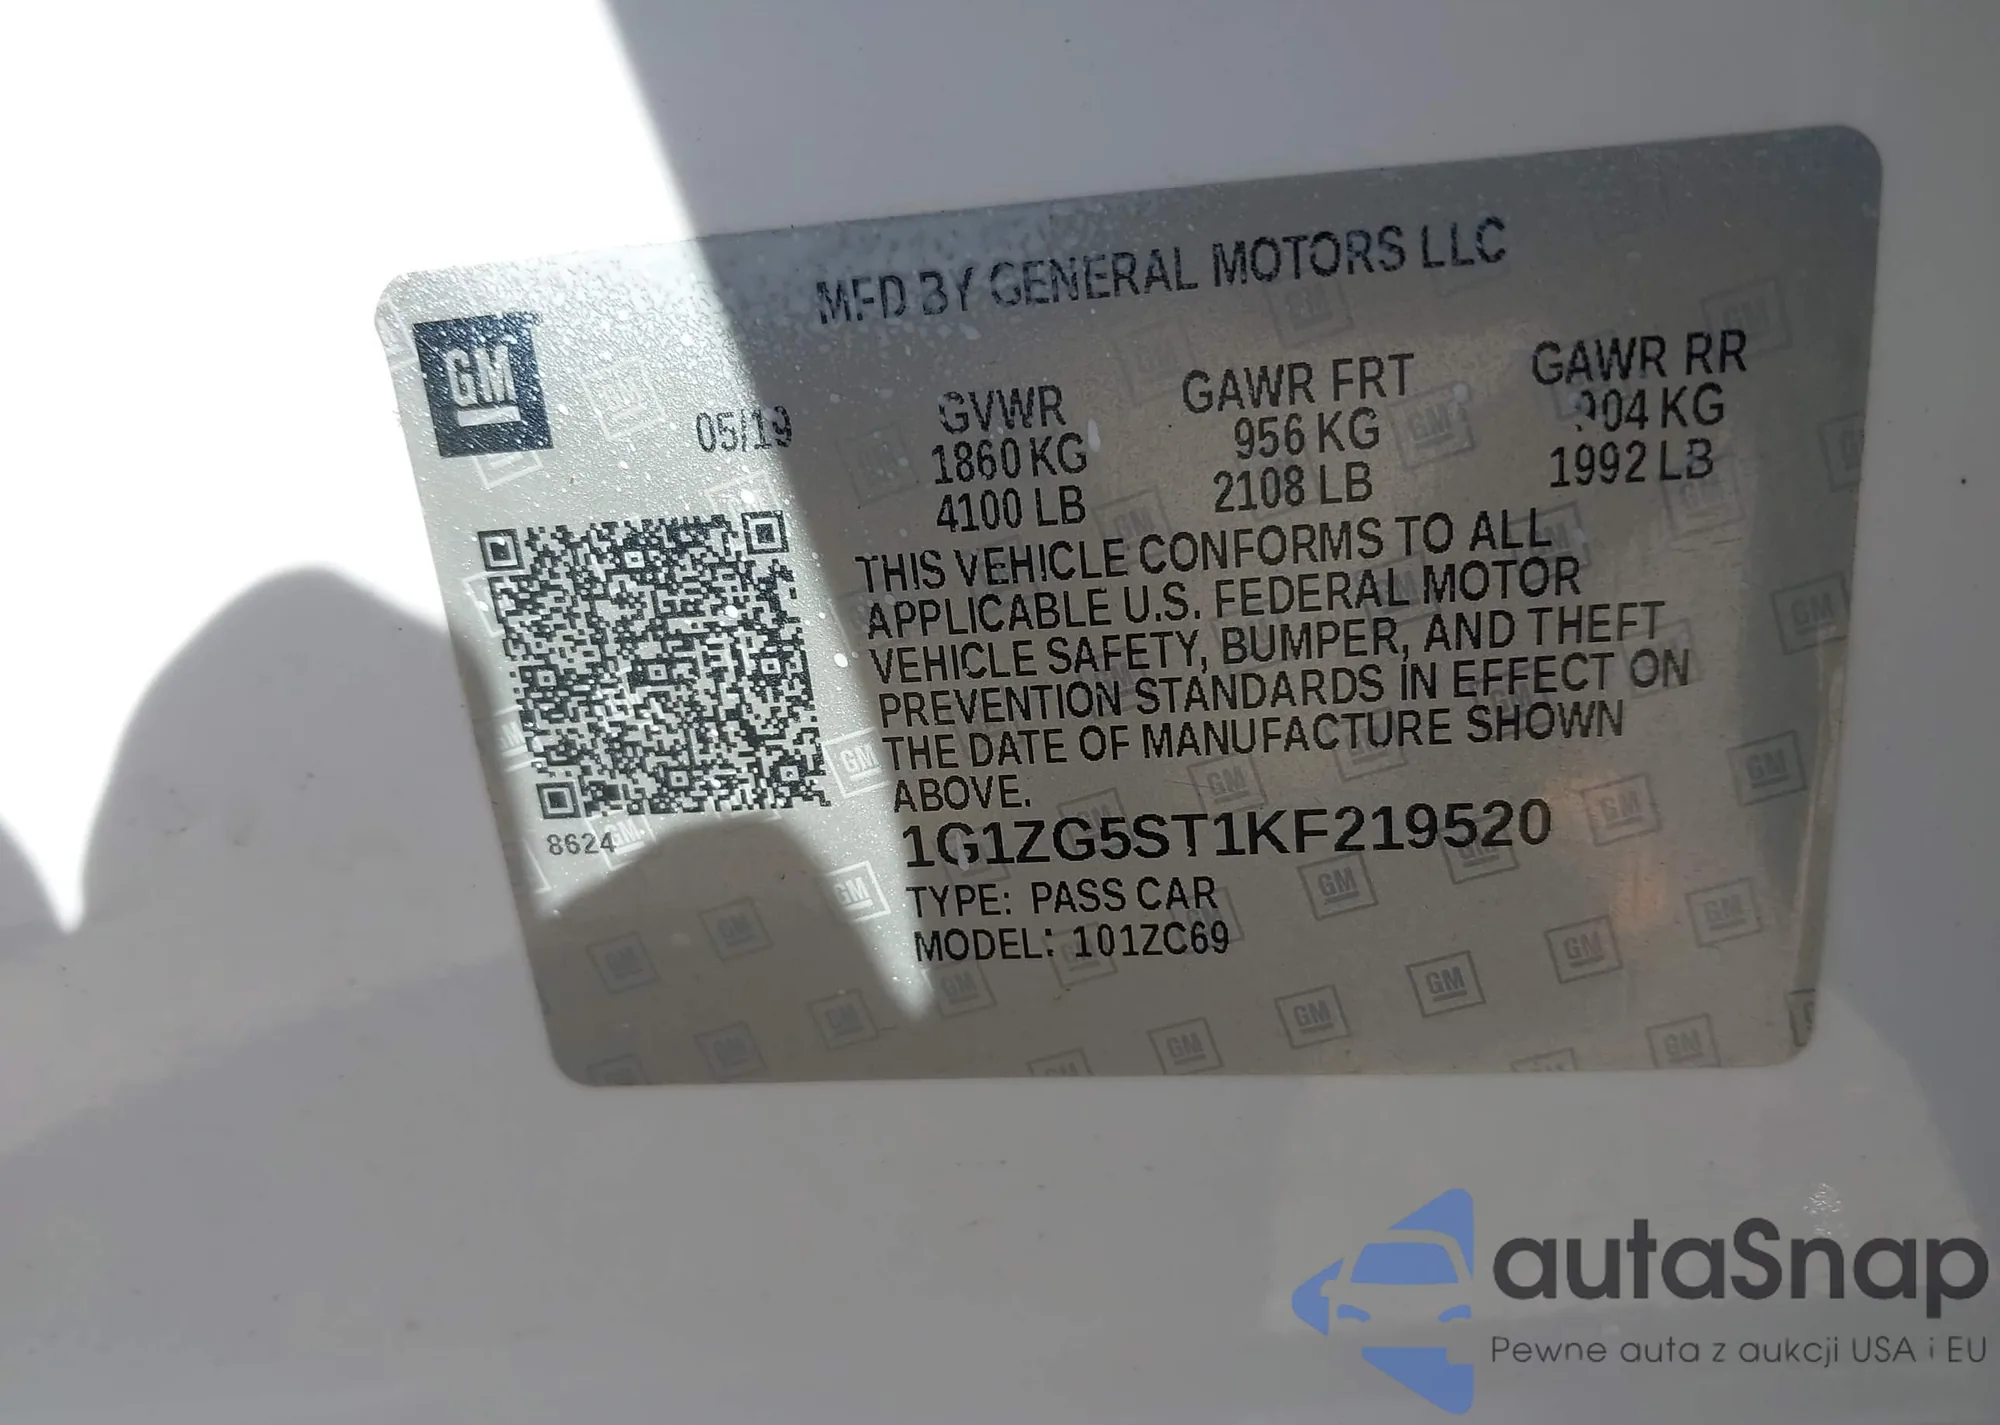 MFD BY GENERAL MOTORS LLC
GM
05/19
GVWR GAWR FRT GAWR RR
1860 KG 956 KG 904 KG
4100 LB 2108 LB 1992 LB
THIS VEHICLE CONFORMS TO ALL
APPLICABLE U.S. FEDERAL MOTOR
VEHICLE SAFETY, BUMPER, AND THEFT
PREVENTION STANDARDS IN EFFECT ON
THE DATE OF MANUFACTURE SHOWN
ABOVE.
8624
1G1ZG5ST1KF219520
TYPE: PASS CAR
MODEL: 101ZC69
autaSnap
Pewne auta z aukcji USA i EU